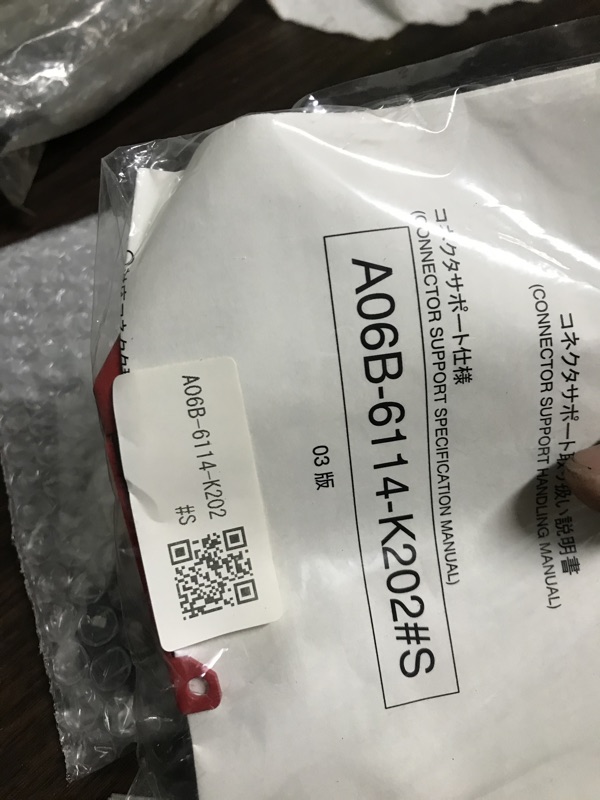 コネクタサポート取り扱い説明書
(CONNECTOR SUPPORT HANDLING MANUAL)
コネクタサポート仕様
(CONNECTOR SUPPORT SPECIFICATION MANUAL)
A06B-6114-K202#S
03 版
A06B-6114-K202
#S